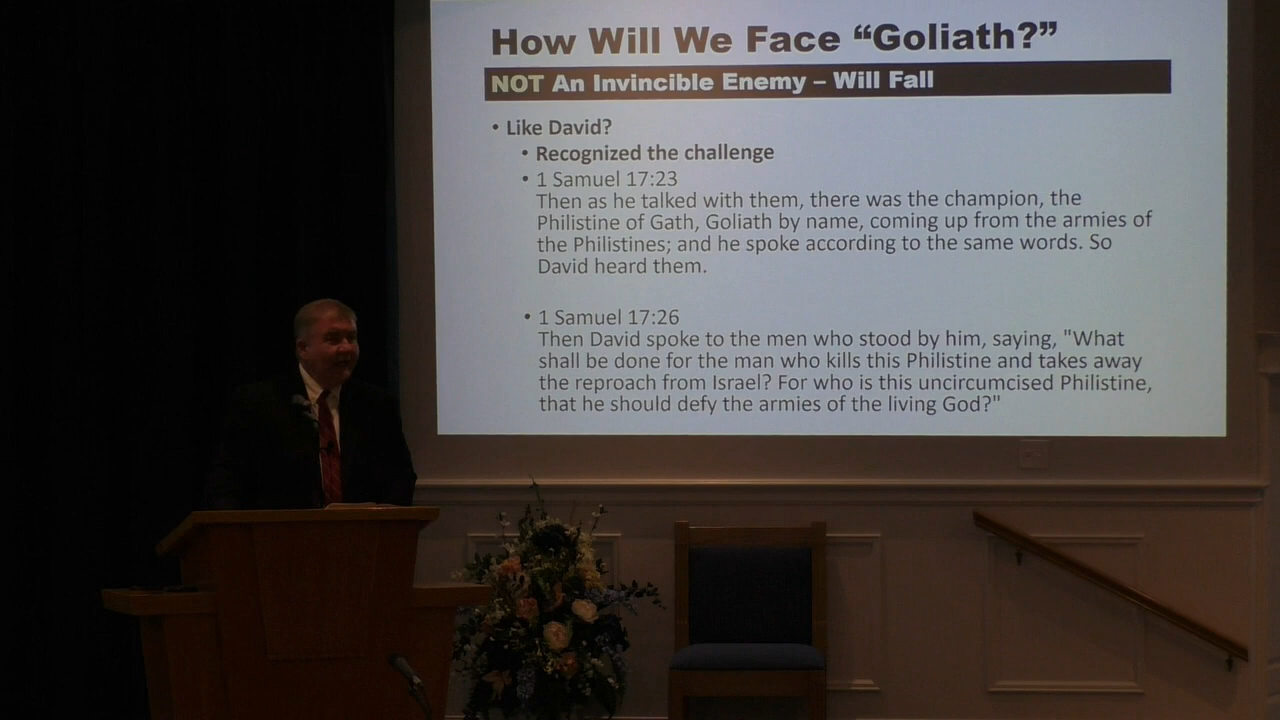 How Will We Face “Goliath?”
NOT An Invincible Enemy – Will Fall
• Like David?
• Recognized the challenge
• 1 Samuel 17:23
Then as he talked with them, there was the champion, the
Philistine of Gath, Goliath by name, coming up from the armies of
the Philistines; and he spoke according to the same words. So
David heard them.
• 1 Samuel 17:26
Then David spoke to the men who stood by him, saying, "What
shall be done for the man who kills this Philistine and takes away
the reproach from Israel? For who is this uncircumcised Philistine,
that he should defy the armies of the living God?"